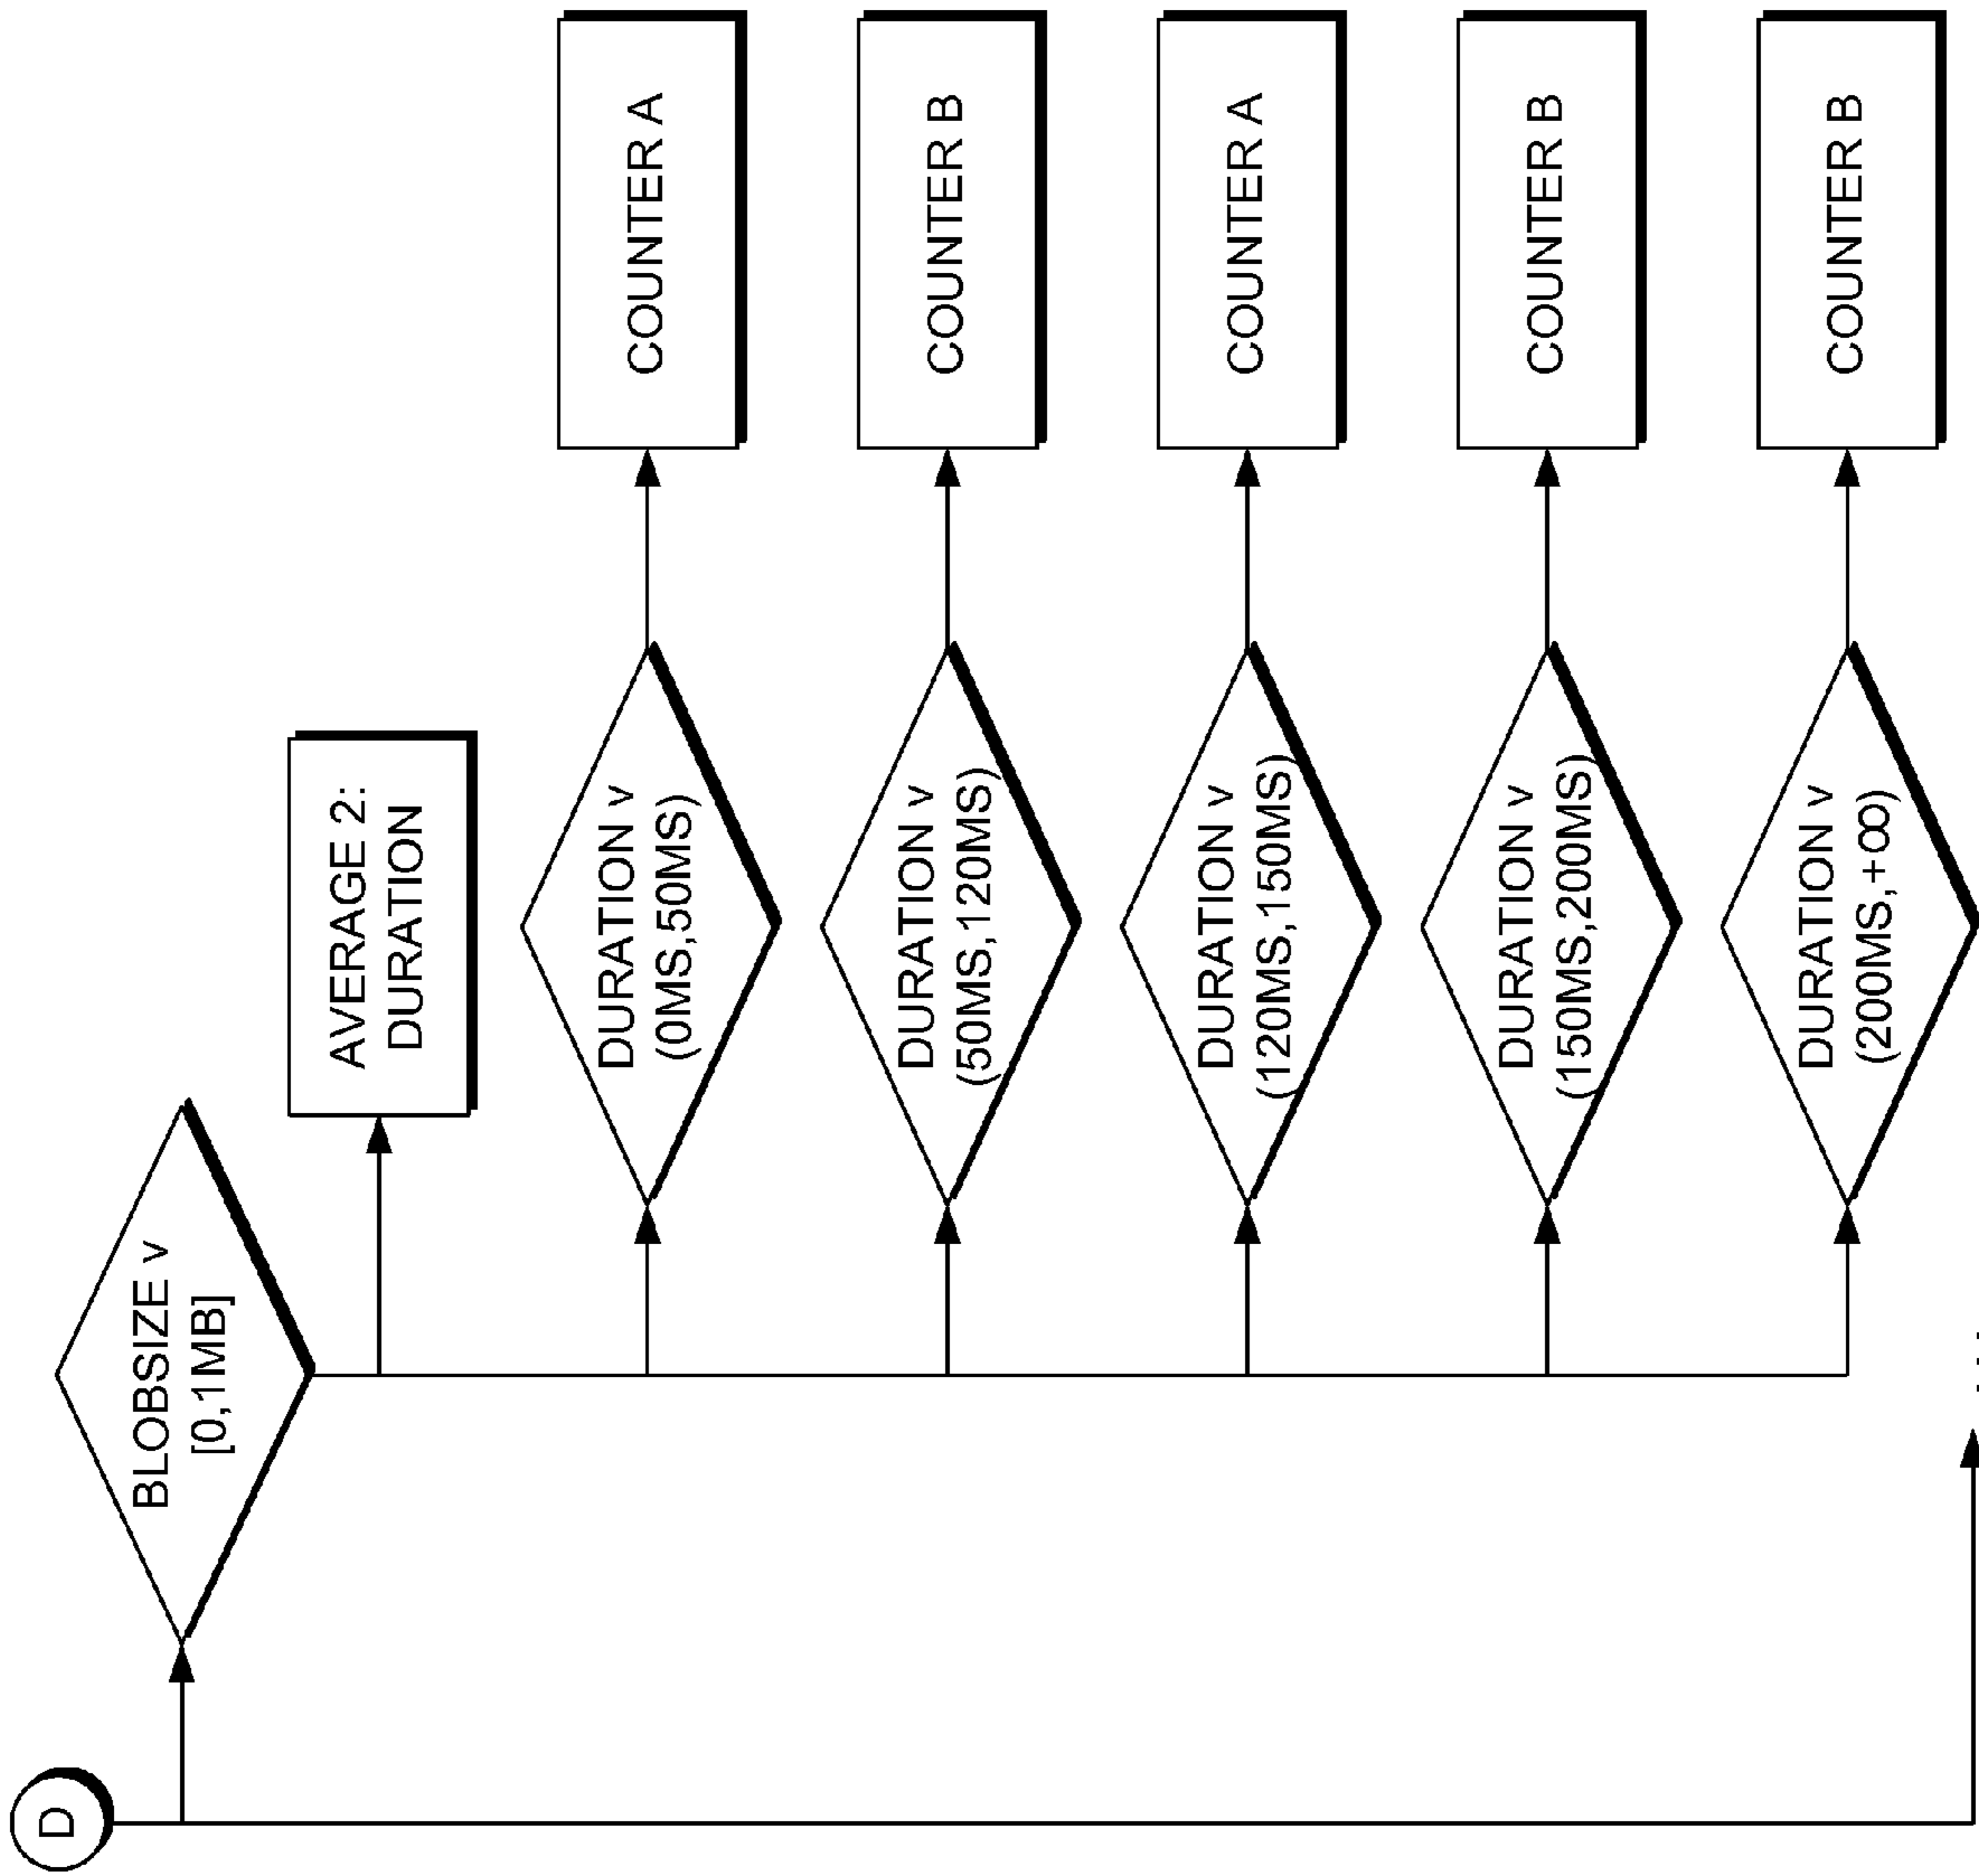 D
BLOBSIZE v
[0,1MB]
AVERAGE 2:
DURATION
DURATION v
(0MS,50MS)
COUNTER A
DURATION v
(50MS,120MS)
COUNTER B
DURATION v
(120MS,150MS)
COUNTER A
DURATION v
(150MS,200MS)
COUNTER B
DURATION v
(200MS,+∞)
COUNTER B